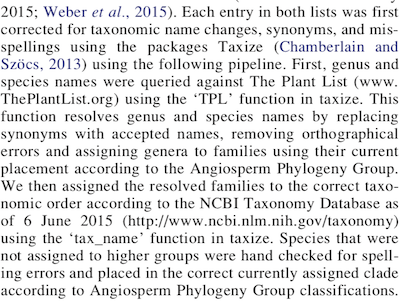 2015; Weber et al., 2015). Each entry in both lists was first
corrected for taxonomic name changes, synonyms, and mis-
spellings using the packages Taxize (Chamberlain and
Szöcs, 2013) using the following pipeline. First, genus and
species names were queried against The Plant List (www.
ThePlantList.org) using the ‘TPL’ function in taxize. This
function resolves genus and species names by replacing
synonyms with accepted names, removing orthographical
errors and assigning genera to families using their current
placement according to the Angiosperm Phylogeny Group.
We then assigned the resolved families to the correct taxo-
nomic order according to the NCBI Taxonomy Database as
of 6 June 2015 (http://www.ncbi.nlm.nih.gov/taxonomy)
using the ‘tax_name’ function in taxize. Species that were
not assigned to higher groups were hand checked for spell-
ing errors and placed in the correct currently assigned clade
according to Angiosperm Phylogeny Group classifications.